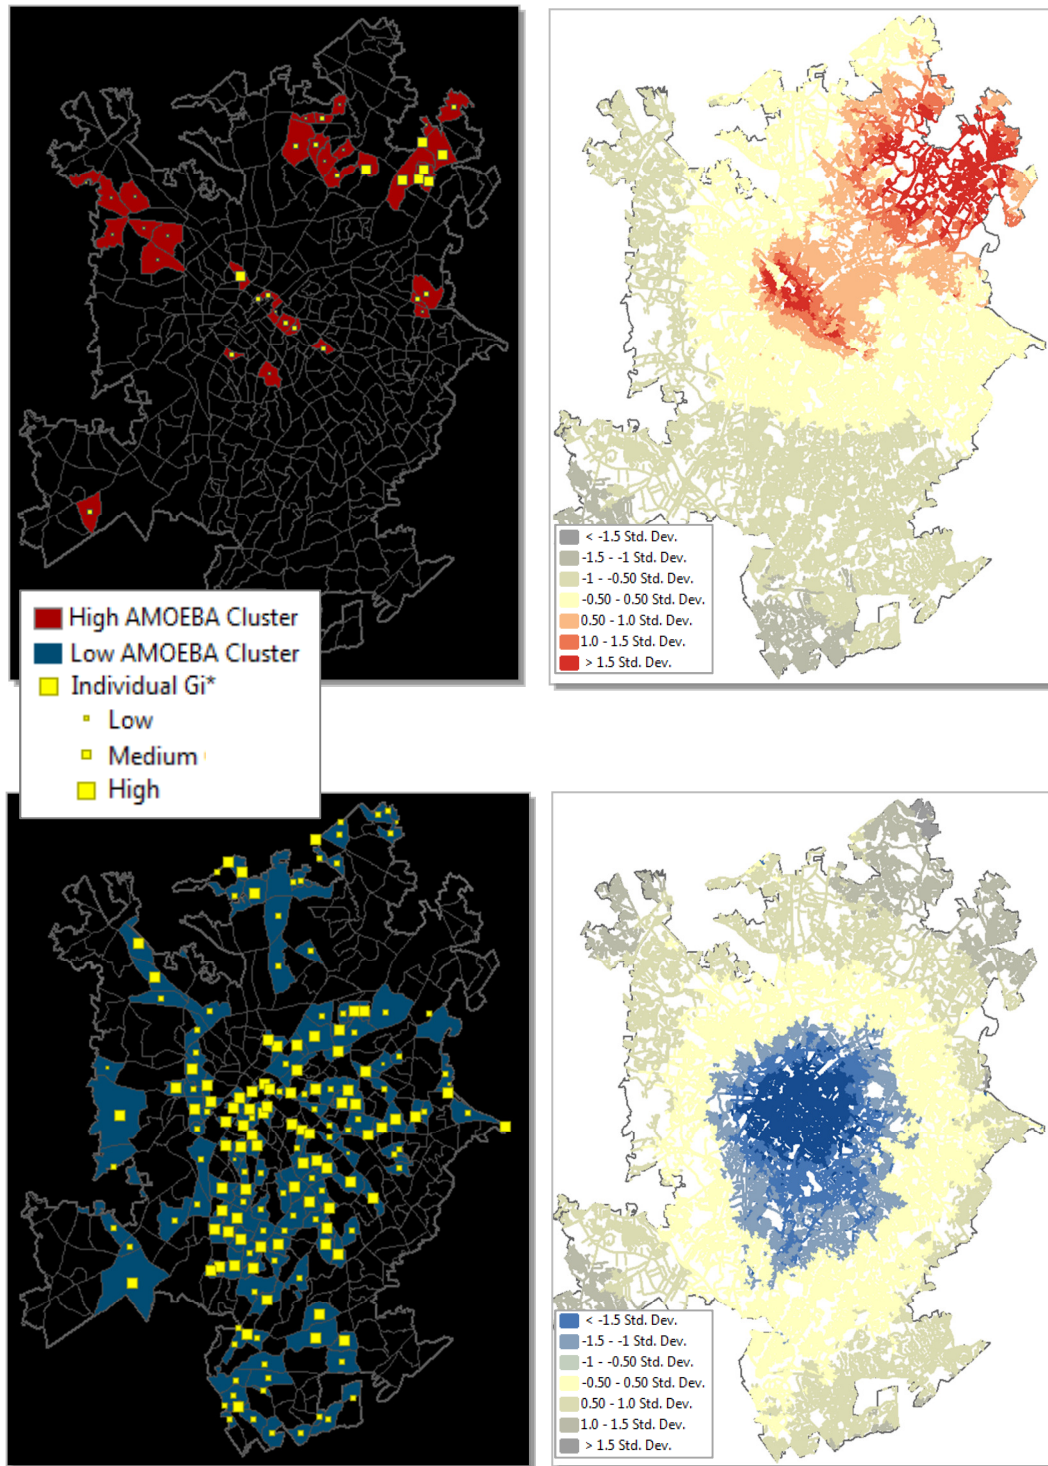 < -1.5 Std. Dev.
-1.5 - -1 Std. Dev.
-1 - -0.50 Std. Dev.
-0.50 - 0.50 Std. Dev.
0.50 - 1.0 Std. Dev.
1.0 - 1.5 Std. Dev.
> 1.5 Std. Dev.
High AMOEBA Cluster
Low AMOEBA Cluster
Individual Gi*
Low
Medium
High
< -1.5 Std. Dev.
-1.5 - -1 Std. Dev.
-1 - -0.50 Std. Dev.
-0.50 - 0.50 Std. Dev.
0.50 - 1.0 Std. Dev.
1.0 - 1.5 Std. Dev.
> 1.5 Std. Dev.